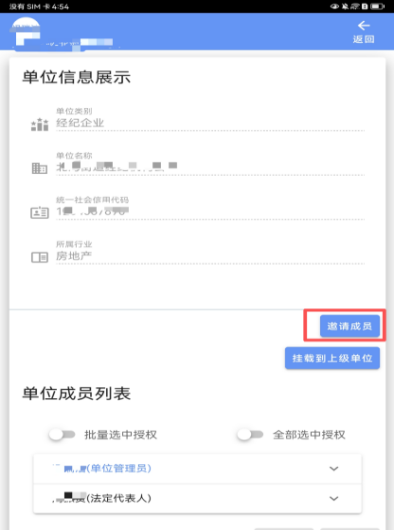 没有 SIM 卡 4:54
返回
单位信息展示
单位类别
经纪企业
单位名称
统一社会信用代码
所属行业
房地产
邀请成员
挂载到上级单位
单位成员列表
批量选中授权
全部选中授权
(单位管理员)
(法定代表人)